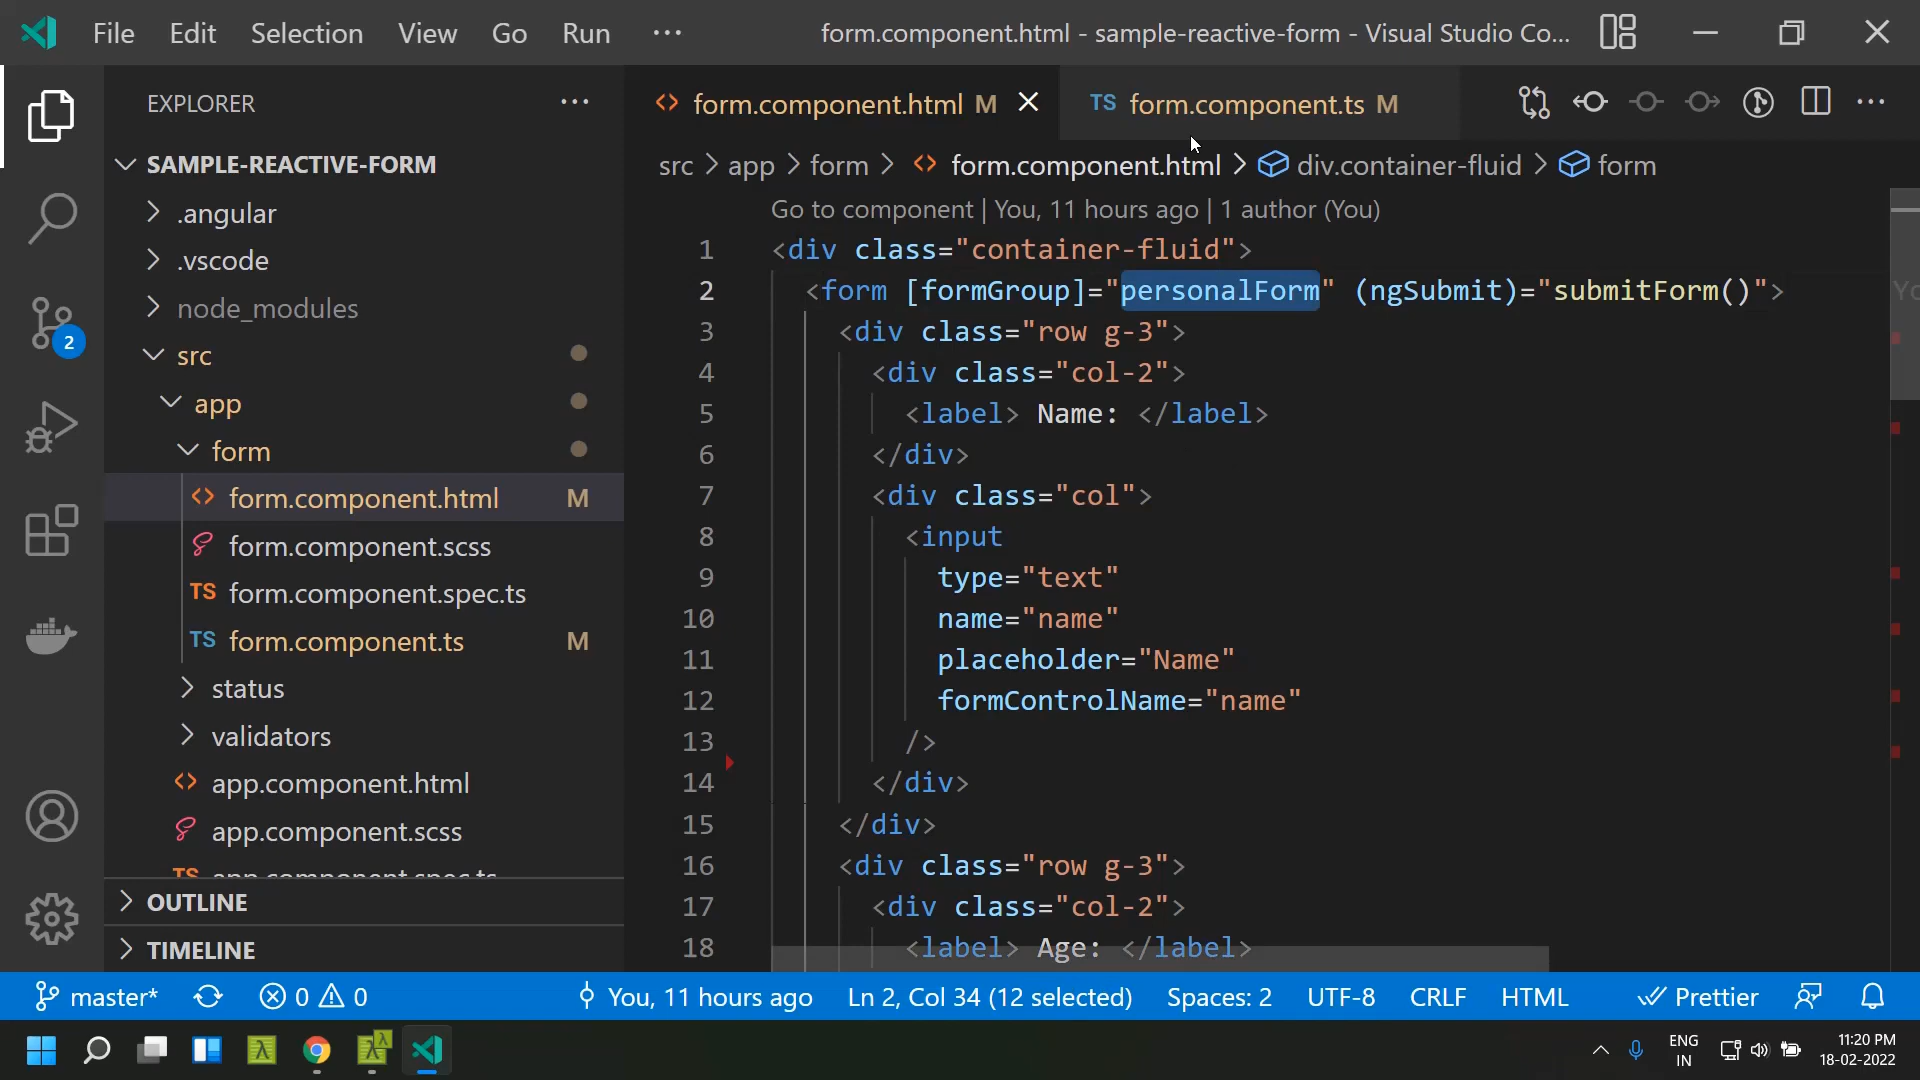 File Edit Selection View Go Run ··· form.component.html - sample-reactive-form - Visual Studio Co...
EXPLORER ···
SAMPLE-REACTIVE-FORM
.angular
.vscode
node_modules
src
app
form
form.component.html M
form.component.scss
TS form.component.spec.ts
TS form.component.ts M
status
validators
app.component.html
app.component.scss
TS app.component.spec.ts
OUTLINE
TIMELINE
2
form.component.html M TS form.component.ts M
src > app > form > form.component.html > div.container-fluid > form
Go to component | You, 11 hours ago | 1 author (You)
1 <div class="container-fluid">
2 <form [formGroup]="personalForm" (ngSubmit)="submitForm()"> Yo
3 <div class="row g-3">
4 <div class="col-2">
5 <label> Name: </label>
6 </div>
7 <div class="col">
8 <input
9 type="text"
10 name="name"
11 placeholder="Name"
12 formControlName="name"
13 />
14 </div>
15 </div>
16 <div class="row g-3">
17 <div class="col-2">
18 <label> Age: </label>
master* 0 0 You, 11 hours ago Ln 2, Col 34 (12 selected) Spaces: 2 UTF-8 CRLF HTML Prettier
ENG
IN
11:20 PM
18-02-2022